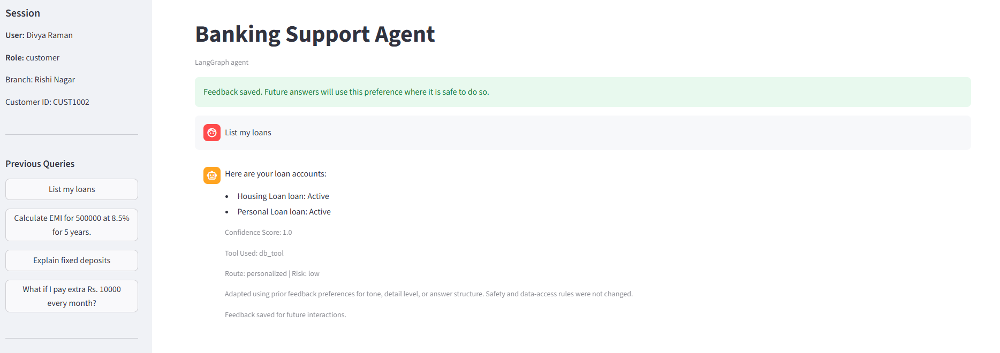 Session
User: Divya Raman
Role: customer
Branch: Rishi Nagar
Customer ID: CUST1002
Previous Queries
List my loans
Calculate EMI for 500000 at 8.5%
for 5 years.
Explain fixed deposits
What if I pay extra Rs. 10000
every month?
Banking Support Agent
LangGraph agent
Feedback saved. Future answers will use this preference where it is safe to do so.
List my loans
Here are your loan accounts:
• Housing Loan loan: Active
• Personal Loan loan: Active
Confidence Score: 1.0
Tool Used: db_tool
Route: personalized | Risk: low
Adapted using prior feedback preferences for tone, detail level, or answer structure. Safety and data-access rules were not changed.
Feedback saved for future interactions.